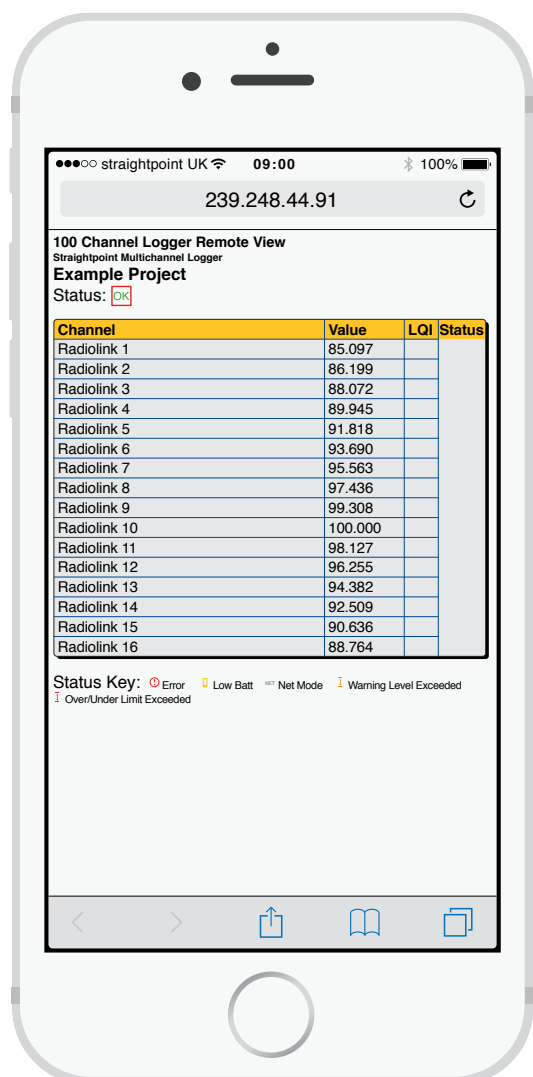 straightpoint UK 09:00 100%
239.248.44.91
100 Channel Logger Remote View
Straightpoint Multichannel Logger
Example Project
Status: OK
Channel Value LQI Status
Radiolink 1 85.097
Radiolink 2 86.199
Radiolink 3 88.072
Radiolink 4 89.945
Radiolink 5 91.818
Radiolink 6 93.690
Radiolink 7 95.563
Radiolink 8 97.436
Radiolink 9 99.308
Radiolink 10 100.000
Radiolink 11 98.127
Radiolink 12 96.255
Radiolink 13 94.382
Radiolink 14 92.509
Radiolink 15 90.636
Radiolink 16 88.764
Status Key: Error Low Batt NET Net Mode Warning Level Exceeded
Over/Under Limit Exceeded